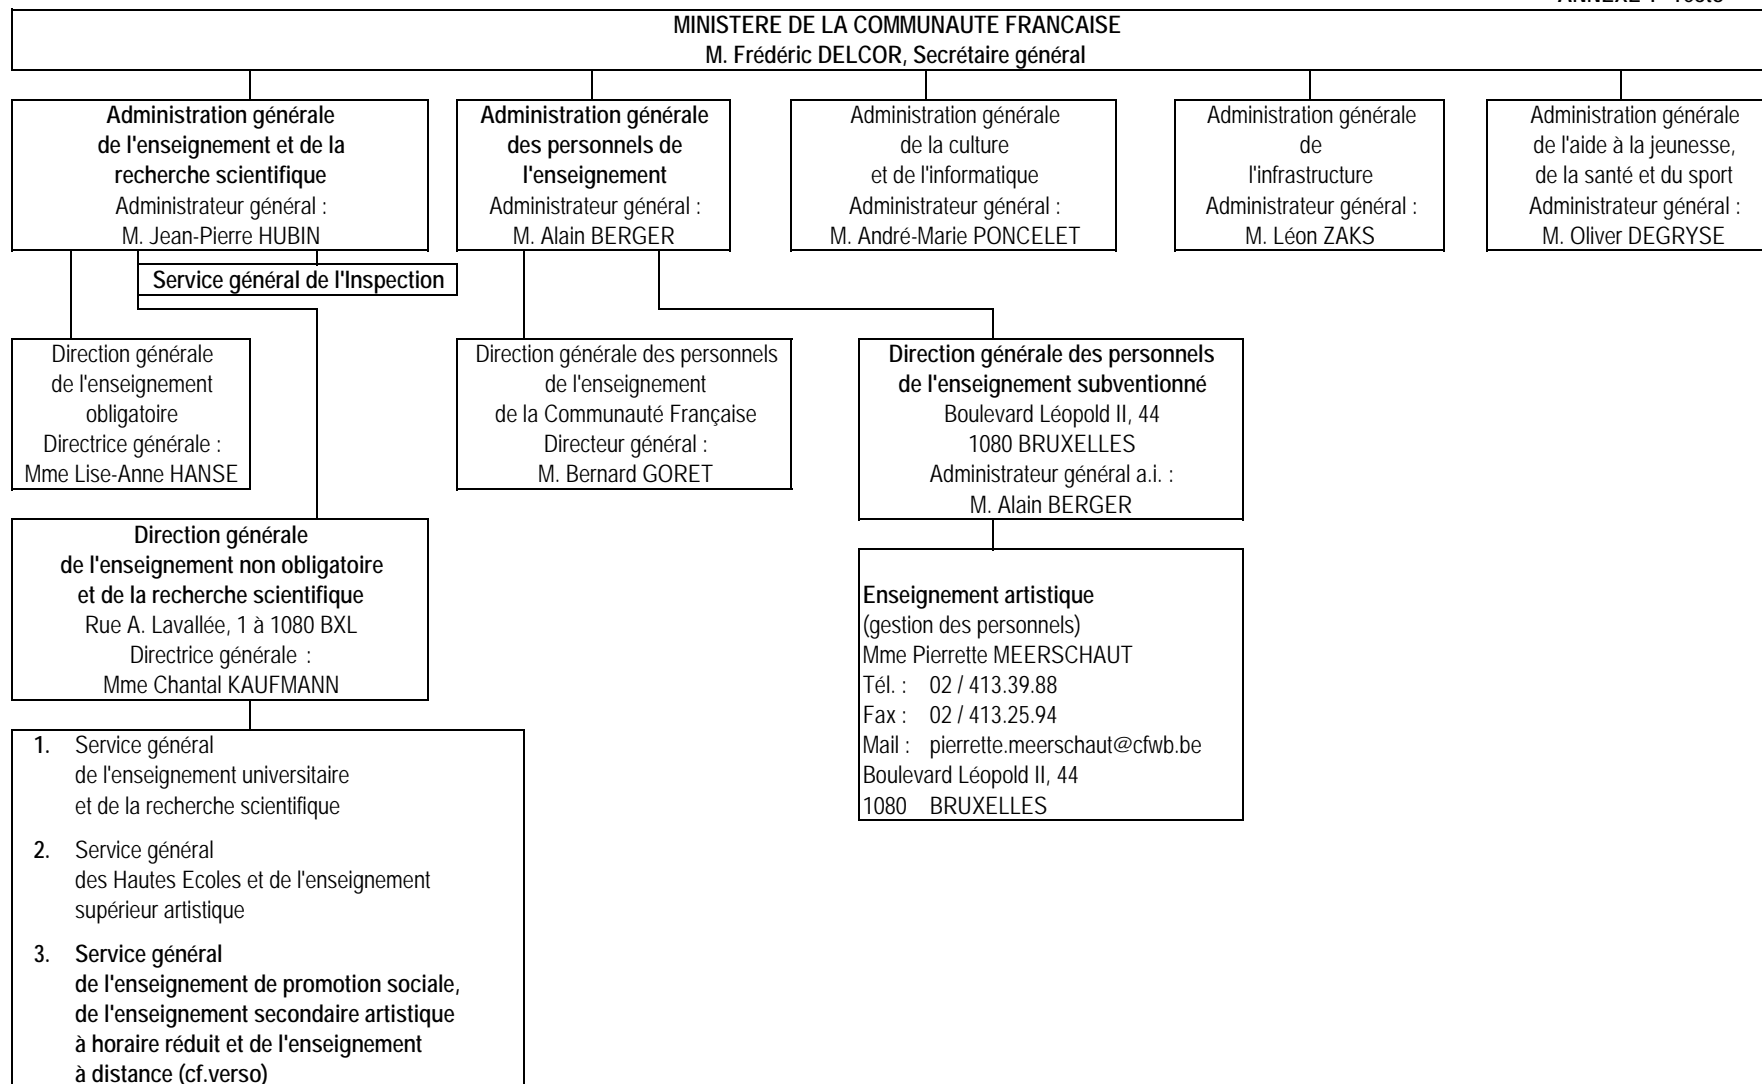 MINISTERE DE LA COMMUNAUTE FRANCAISE
M. Frédéric DELCOR, Secrétaire général
Administration générale
de l'enseignement et de la
recherche scientifique
Administrateur général :
M. Jean-Pierre HUBIN
Administration générale
des personnels de
l'enseignement
Administrateur général :
M. Alain BERGER
Administration générale
de la culture
et de l'informatique
Administrateur général :
M. André-Marie PONCELET
Administration générale
de
l'infrastructure
Administrateur général :
M. Léon ZAKS
Administration générale
de l'aide à la jeunesse,
de la santé et du sport
Administrateur général :
M. Oliver DEGRYSE
Service général de l'Inspection
Direction générale
de l'enseignement
obligatoire
Directrice générale :
Mme Lise-Anne HANSE
Direction générale des personnels
de l'enseignement
de la Communauté Française
Directeur général :
M. Bernard GORET
Direction générale des personnels
de l'enseignement subventionné
Boulevard Léopold II, 44
1080 BRUXELLES
Administrateur général a.i. :
M. Alain BERGER
Direction générale
de l'enseignement non obligatoire
et de la recherche scientifique
Rue A. Lavallée, 1 à 1080 BXL
Directrice générale :
Mme Chantal KAUFMANN
Enseignement artistique
(gestion des personnels)
Mme Pierrette MEERSCHAUT
Tél. : 02 / 413.39.88
Fax : 02 / 413.25.94
Mail : pierrette.meerschaut@cfwb.be
Boulevard Léopold II, 44
1080 BRUXELLES
1. Service général
de l'enseignement universitaire
et de la recherche scientifique
2. Service général
des Hautes Ecoles et de l'enseignement
supérieur artistique
3. Service général
de l'enseignement de promotion sociale,
de l'enseignement secondaire artistique
à horaire réduit et de l'enseignement
à distance (cf.verso)